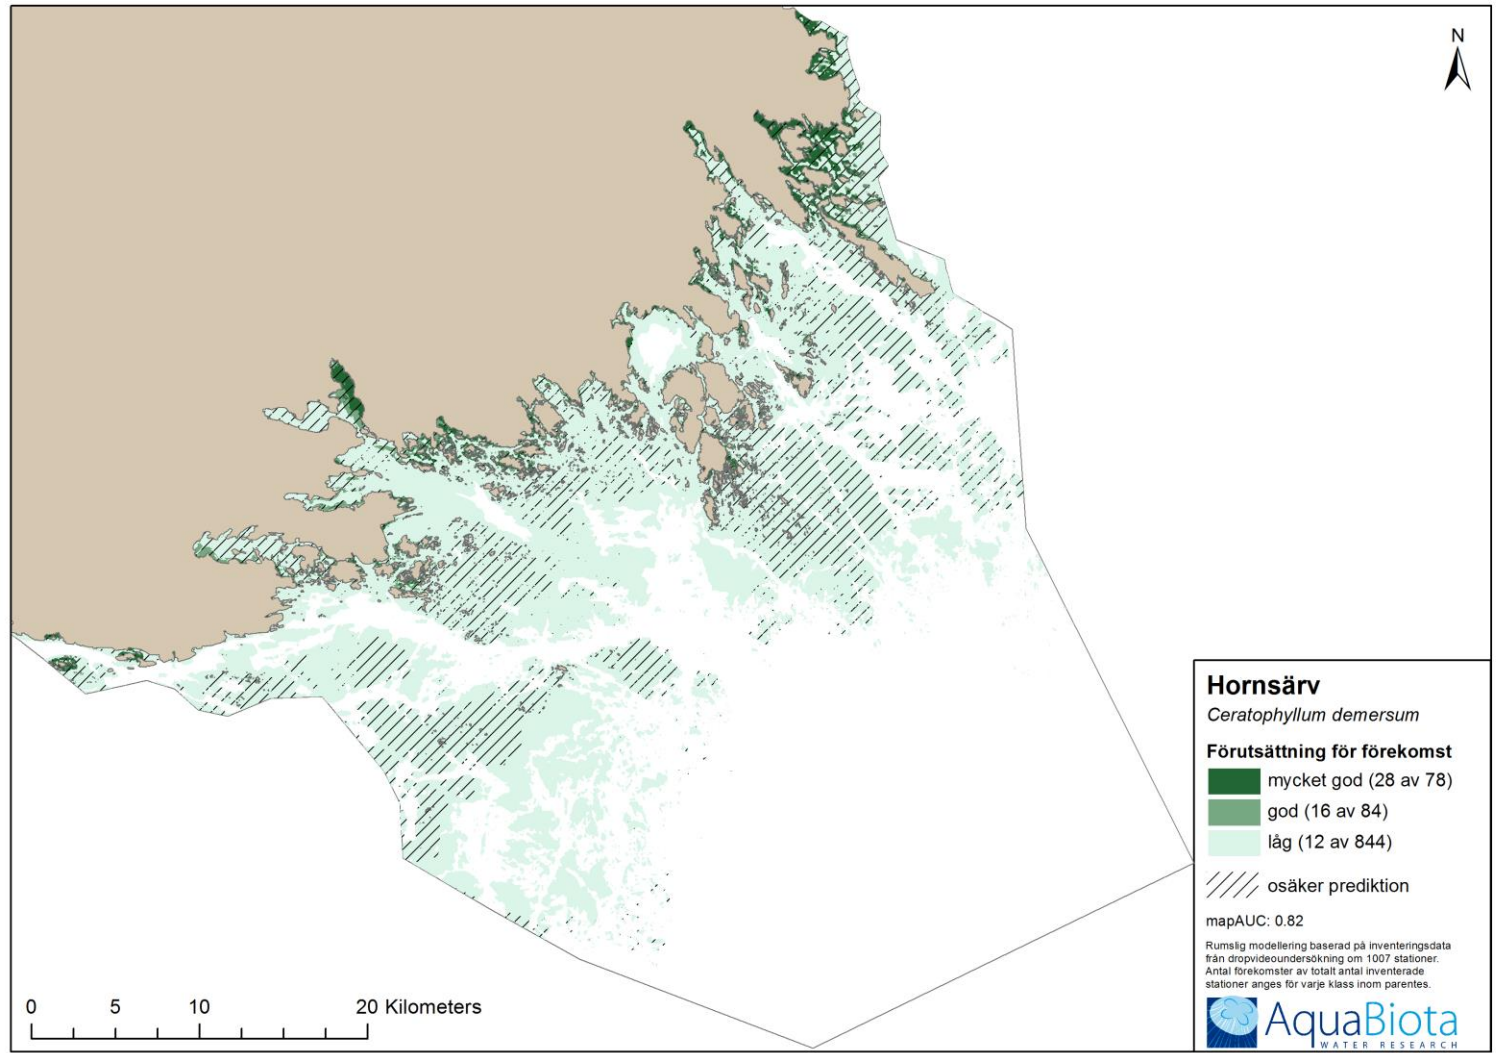 N
Hornsärv
Ceratophyllum demersum
Förutsättning för förekomst
mycket god (28 av 78)
god (16 av 84)
låg (12 av 844)
osäker prediktion
mapAUC: 0.82
Rumslig modellering baserad på inventeringsdata
från dropvideoundersökning om 1007 stationer.
Antal förekomster av totalt antal inventerade
stationer anges för varje klass inom parentes.
AquaBiota
WATER RESEARCH
0 5 10 20 Kilometers